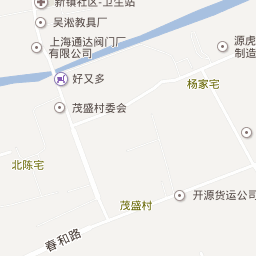 新镇社区-卫生站
吴淞教具厂
上海通达阀门厂
有限公司
源虎
制造
好又多
杨家宅
茂盛村委会
北陈宅
开源货运公司
茂盛村
春和路